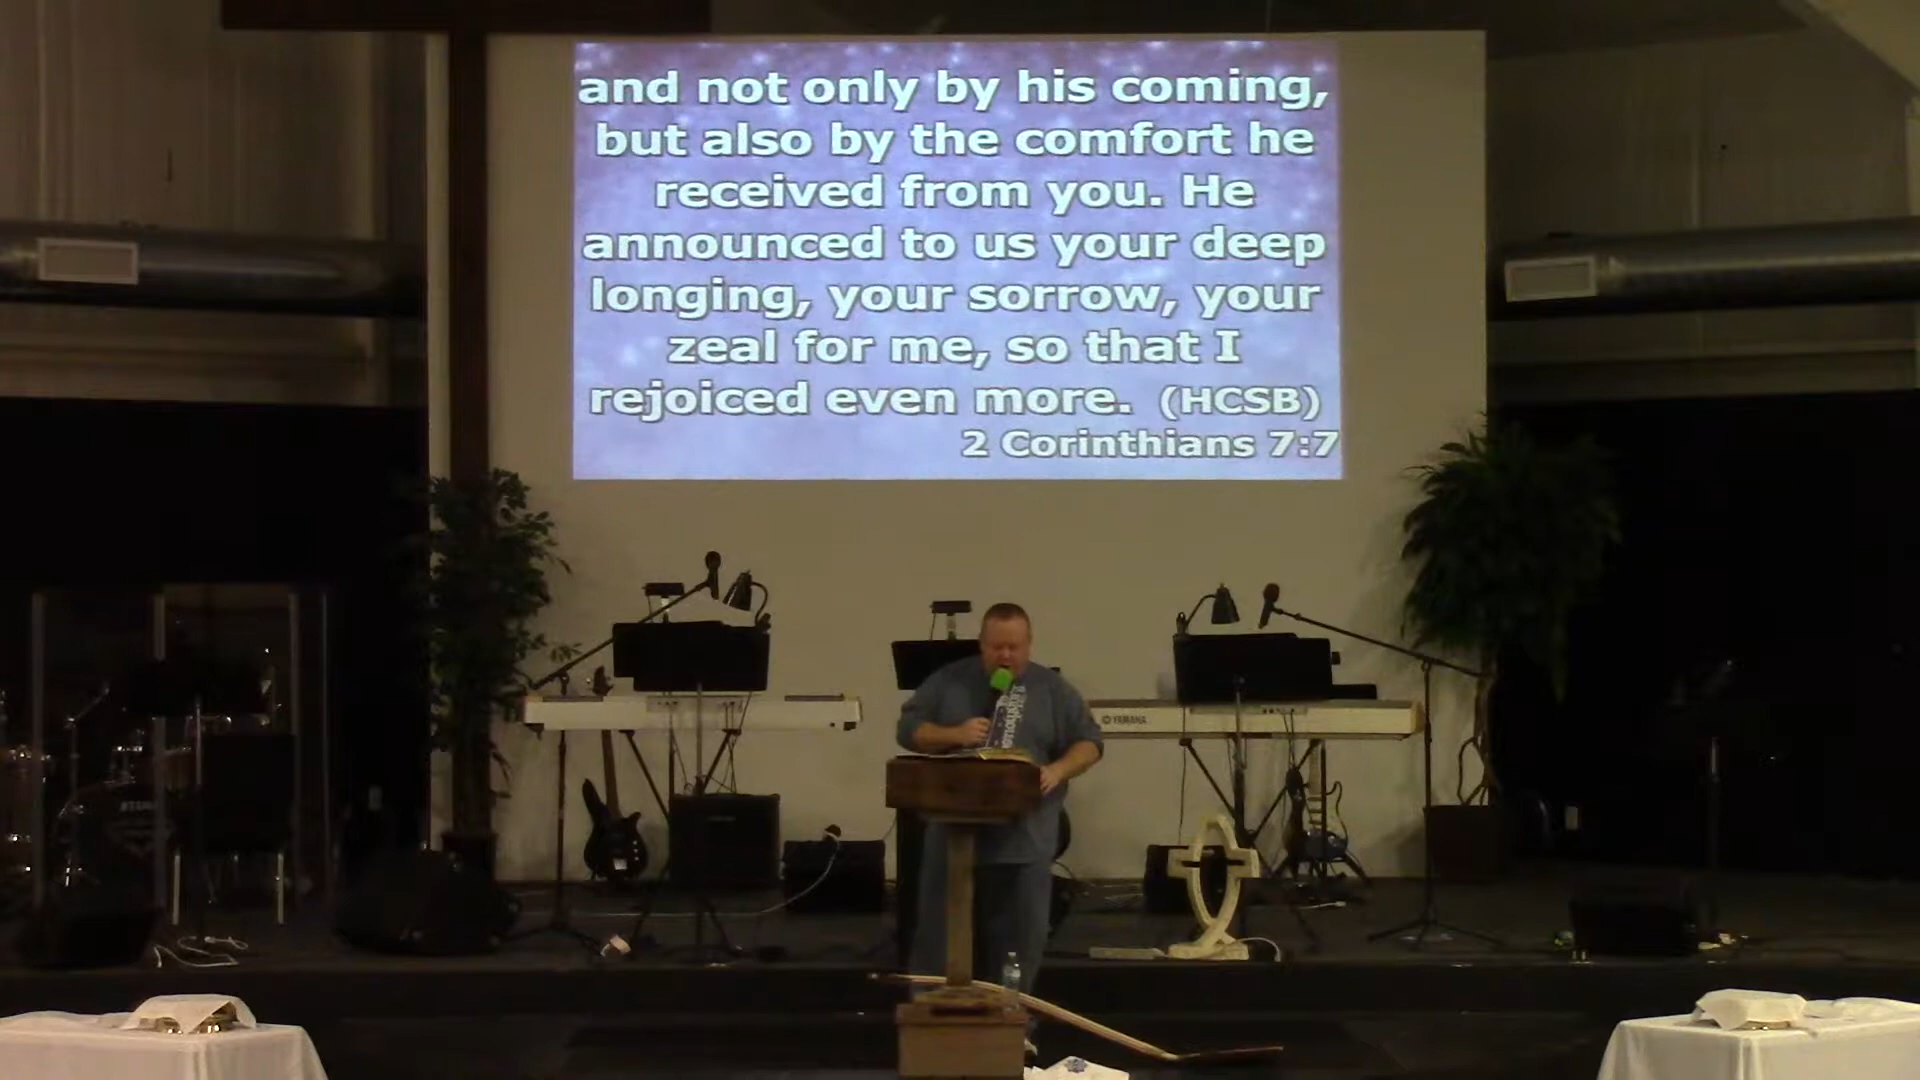 and not only by his coming,
but also by the comfort he
received from you. He
announced to us your deep
longing, your sorrow, your
zeal for me, so that I
rejoiced even more. (HCSB)
2 Corinthians 7:7
YAMAHA
TAMA